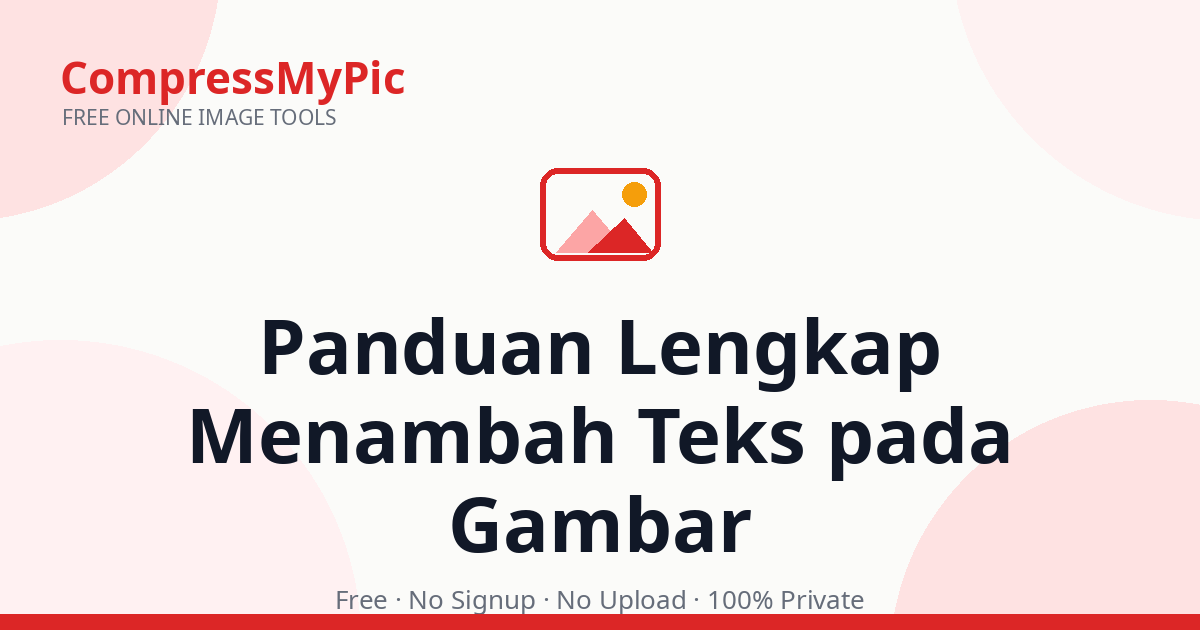 CompressMyPic
FREE ONLINE IMAGE TOOLS
Panduan Lengkap
Menambah Teks pada
Gambar
Free · No Signup · No Upload · 100% Private